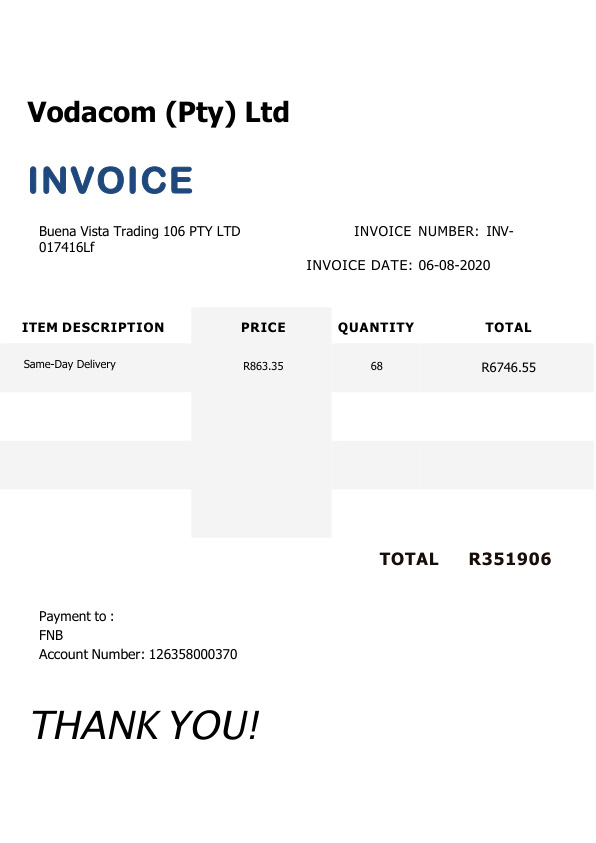 Vodacom (Pty) Ltd
INVOICE
Buena Vista Trading 106 PTY LTD
017416Lf
INVOICE NUMBER: INV-
INVOICE DATE: 06-08-2020
ITEM DESCRIPTION PRICE QUANTITY TOTAL
Same-Day Delivery R863.35 68 R6746.55
TOTAL R351906
Payment to :
FNB
Account Number: 126358000370
THANK YOU!